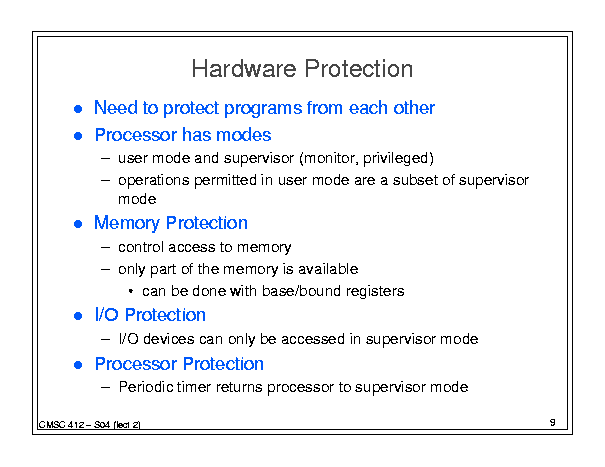 Hardware Protection
● Need to protect programs from each other
● Processor has modes
– user mode and supervisor (monitor, privileged)
– operations permitted in user mode are a subset of supervisor
mode
● Memory Protection
– control access to memory
– only part of the memory is available
• can be done with base/bound registers
● I/O Protection
– I/O devices can only be accessed in supervisor mode
● Processor Protection
– Periodic timer returns processor to supervisor mode
CMSC 412 – S04 (lect 2)
9